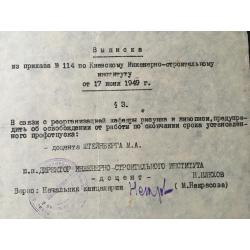 Выписка
из приказа № 114 по Киевскому Инженерно-строительному
институту
от 17 июня 1949 г.
§ 3.
В связи с реорганизацией кафедры рисунка и живописи, предупре-
дить об освобождении от работы по окончании срока установлен-
ного профотпуска:
- доцента ШТЕЙНБЕРГА М.А.
п.п. ДИРЕКТОР ИНЖЕНЕРНО-СТРОИТЕЛЬНОГО ИНСТИТУТА
- доцент -
Верно: Начальник канцелярии (М.Некрасова)